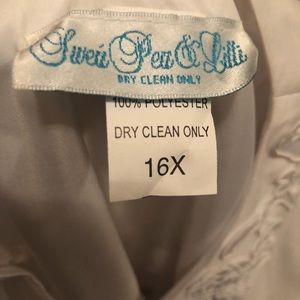 Sweet Pea & Lilli
DRY CLEAN ONLY
100% POLYESTER
DRY CLEAN ONLY
16X